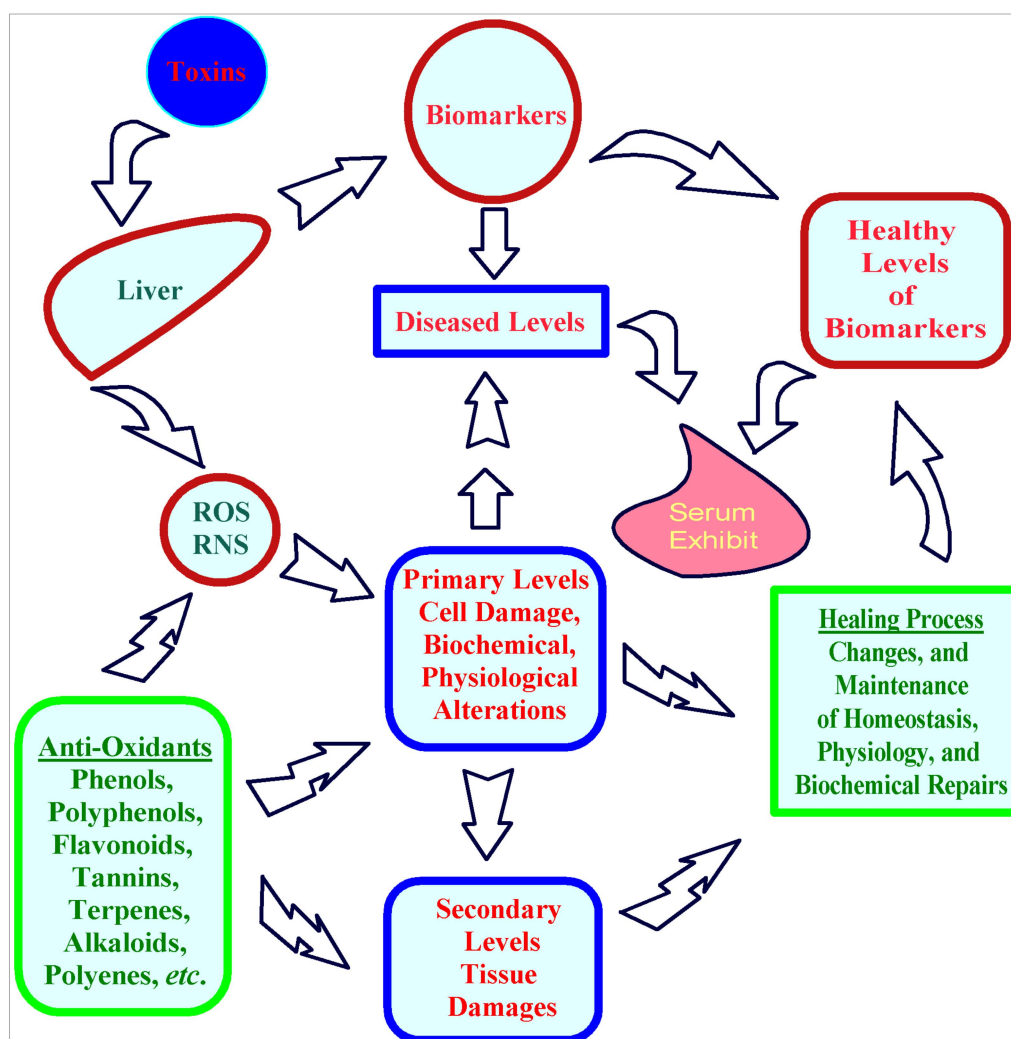 Toxins
Biomarkers
Healthy
Levels
of
Biomarkers
Liver
Diseased Levels
ROS
RNS
Serum
Exhibit
Primary Levels
Cell Damage,
Biochemical,
Physiological
Alterations
Healing Process
Changes, and
Maintenance
of Homeostasis,
Physiology, and
Biochemical Repairs
Anti-Oxidants
Phenols,
Polyphenols,
Flavonoids,
Tannins,
Terpenes,
Alkaloids,
Polyenes, etc.
Secondary
Levels
Tissue
Damages